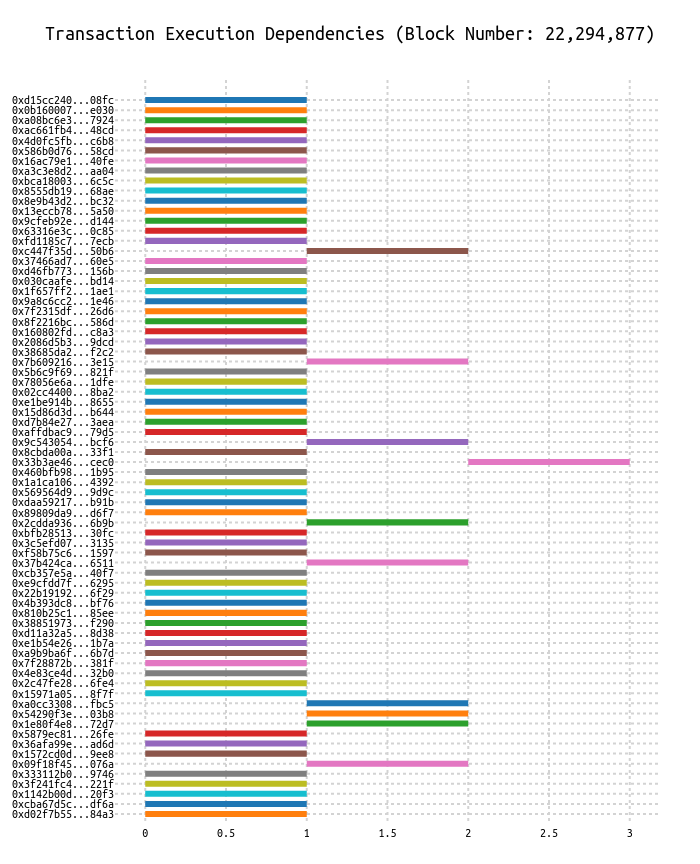 Transaction Execution Dependencies (Block Number: 22,294,877)
0xd15cc240...08fc
0x0b160007...e030
0xa08bc6e3...7924
0xac661fb4...48cd
0x4d0fc5fb...c6b8
0x586b0d76...58cd
0x16ac79e1...40fe
0xa3c3e8d2...aa04
0xbca18003...6c5c
0x8555db19...68ae
0x8e9b43d2...bc32
0x13eccb78...5a50
0x9cfeb92e...d144
0x63316e3c...0c85
0xfd1185c7...7ecb
0xc447f35d...50b6
0x37466ad7...60e5
0xd46fb773...156b
0x030caafe...bd14
0x1f657ff2...1ae1
0x9a8c6cc2...1e46
0x7f2315df...26d6
0x8f2216bc...586d
0x160802fd...c8a3
0x2086d5b3...9dcd
0x38685da2...f2c2
0x7b609216...3e15
0x5b6c9f69...821f
0x78056e6a...1dfe
0x02cc4400...8ba2
0xe1be914b...8655
0x15d86d3d...b644
0xd7b84e27...3aea
0xaffdbac9...79d5
0x9c543054...bcf6
0x8cbda00a...33f1
0x33b3ae46...cec0
0x460bfb98...1b95
0x1a1ca106...4392
0x569564d9...9d9c
0xdaa59217...b91b
0x89809da9...d6f7
0x2cdda936...6b9b
0xbfb28513...30fc
0x3c5efd07...3135
0xf58b75c6...1597
0x37b424ca...6511
0xcb357e5a...40f7
0xe9cfdd7f...6295
0x22b19192...6f29
0x4b393dc8...bf76
0x810b25c1...85ee
0x38851973...f290
0xd11a32a5...8d38
0xe1b54e26...1b7a
0xa9b9ba6f...6b7d
0x7f28872b...381f
0x4e83ce4d...32b0
0x2c47fe28...6fe4
0x15971a05...8f7f
0xa0cc3308...fbc5
0x54290f3e...03b8
0x1e80f4e8...72d7
0x5879ec81...26fe
0x36afa99e...ad6d
0x1572cd0d...9ee8
0x09f18f45...076a
0x333112b0...9746
0x3f241fc4...221f
0x1142b00d...20f3
0xcba67d5c...df6a
0xd02f7b55...84a3
0 0.5 1 1.5 2 2.5 3